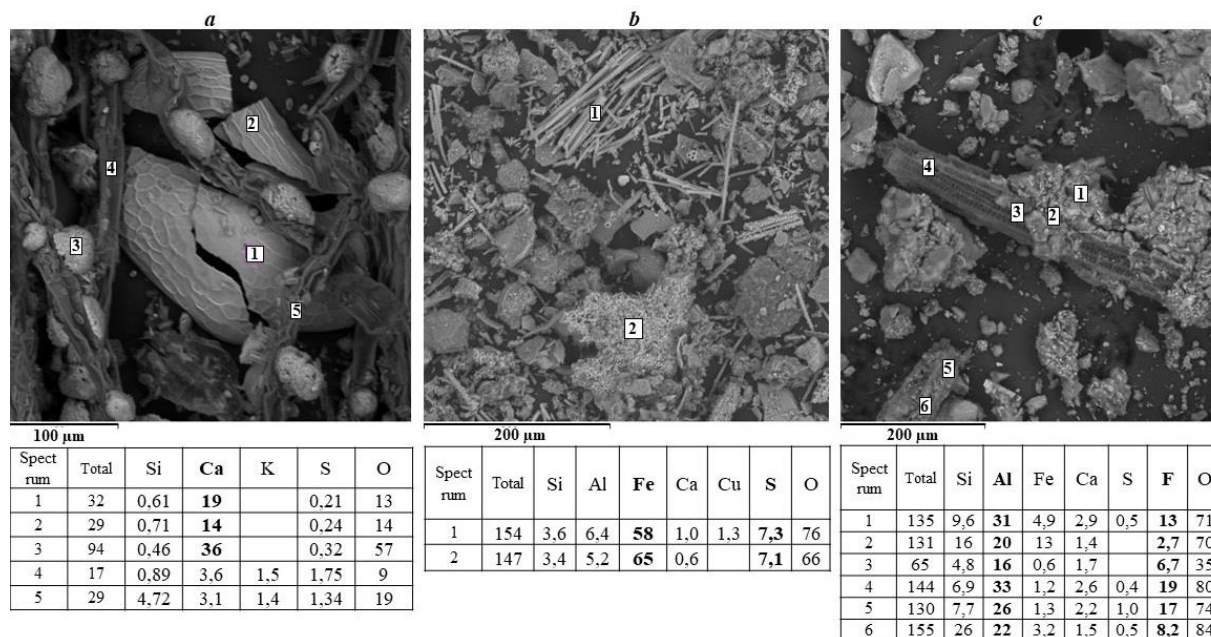 a b c
2
4
3
1
5
1
2
4
1
3
2
5
6
100 µm
200 µm
200 µm
Spect rum Total Si Ca K S O
1 32 0,61 19 0,21 13
2 29 0,71 14 0,24 14
3 94 0,46 36 0,32 57
4 17 0,89 3,6 1,5 1,75 9
5 29 4,72 3,1 1,4 1,34 19
Spect rum Total Si Al Fe Ca Cu S O
1 154 3,6 6,4 58 1,0 1,3 7,3 76
2 147 3,4 5,2 65 0,6 7,1 66
Spect rum Total Si Al Fe Ca S F O
1 135 9,6 31 4,9 2,9 0,5 13 71
2 131 16 20 13 1,4 2,7 70
3 65 4,8 16 0,6 1,7 6,7 35
4 144 6,9 33 1,2 2,6 0,4 19 80
5 130 7,7 26 1,3 2,2 1,0 17 74
6 155 26 22 3,2 1,5 0,5 8,2 84